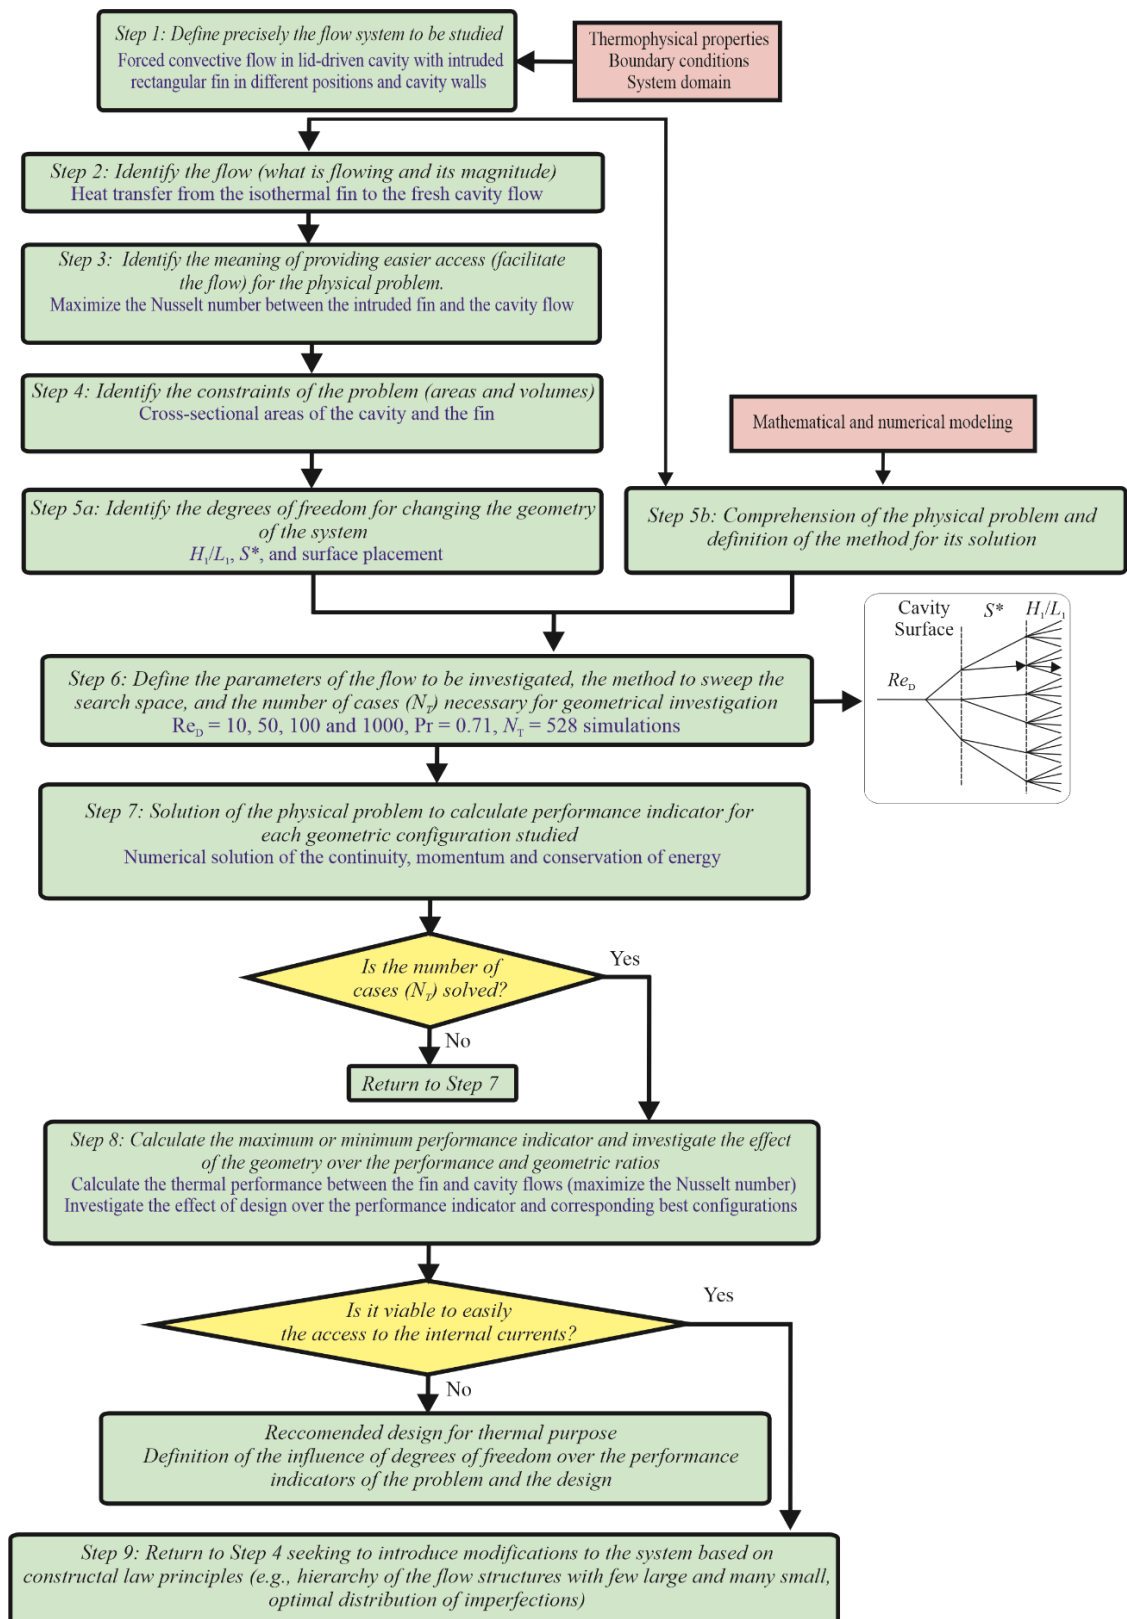 Step 1: Define precisely the flow system to be studied
Forced convective flow in lid-driven cavity with intruded
rectangular fin in different positions and cavity walls
Thermophysical properties
Boundary conditions
System domain
Step 2: Identify the flow (what is flowing and its magnitude)
Heat transfer from the isothermal fin to the fresh cavity flow
Step 3: Identify the meaning of providing easier access (facilitate
the flow) for the physical problem.
Maximize the Nusselt number between the intruded fin and the cavity flow
Step 4: Identify the constraints of the problem (areas and volumes)
Cross-sectional areas of the cavity and the fin
Mathematical and numerical modeling
Step 5a: Identify the degrees of freedom for changing the geometry
of the system
H₁/L₁, S*, and surface placement
Step 5b: Comprehension of the physical problem and
definition of the method for its solution
Cavity
Surface
S*
H₁/L₁
Re_D
Step 6: Define the parameters of the flow to be investigated, the method to sweep the
search space, and the number of cases (N_T) necessary for geometrical investigation
Re_D = 10, 50, 100 and 1000, Pr = 0.71, N_T = 528 simulations
Step 7: Solution of the physical problem to calculate performance indicator for
each geometric configuration studied
Numerical solution of the continuity, momentum and conservation of energy
Is the number of
cases (N_T) solved?
Yes
No
Return to Step 7
Step 8: Calculate the maximum or minimum performance indicator and investigate the effect
of the geometry over the performance and geometric ratios
Calculate the thermal performance between the fin and cavity flows (maximize the Nusselt number)
Investigate the effect of design over the performance indicator and corresponding best configurations
Is it viable to easily
the access to the internal currents?
Yes
No
Reccomended design for thermal purpose
Definition of the influence of degrees of freedom over the performance
indicators of the problem and the design
Step 9: Return to Step 4 seeking to introduce modifications to the system based on
constructal law principles (e.g., hierarchy of the flow structures with few large and many small,
optimal distribution of imperfections)